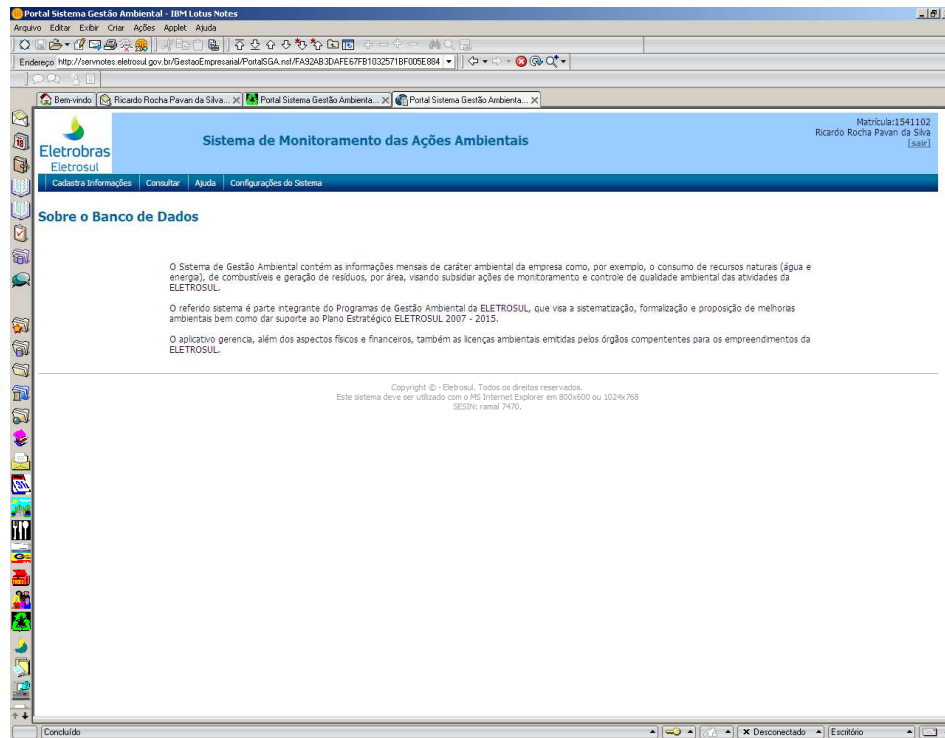 Portal Sistema Gestão Ambiental - IBM Lotus Notes
Arquivo Editar Exibir Criar Ações Applet Ajuda
Endereço http://servnotes.eletrosul.gov.br/GestaoEmpresarial/PortalSGA.nsf/FA92AB3DAFE67FB1032571BF005E884
Bem-vindo Ricardo Rocha Pavan da Silva... Portal Sistema Gestão Ambienta... Portal Sistema Gestão Ambienta...
Matrícula:1541102
Ricardo Rocha Pavan da Silva
[sair]
Eletrobras
Eletrosul
Sistema de Monitoramento das Ações Ambientais
Cadastra Informações Consultar Ajuda Configurações do Sistema
Sobre o Banco de Dados
O Sistema de Gestão Ambiental contém as informações mensais de caráter ambiental da empresa como, por exemplo, o consumo de recursos naturais (água e
energia), de combustíveis e geração de resíduos, por área, visando subsidiar ações de monitoramento e controle de qualidade ambiental das atividades da
ELETROSUL.
O referido sistema é parte integrante do Programas de Gestão Ambiental da ELETROSUL, que visa a sistematização, formalização e proposição de melhorias
ambientais bem como dar suporte ao Plano Estratégico ELETROSUL 2007 - 2015.
O aplicativo gerencia, além dos aspectos físicos e financeiros, também as licenças ambientais emitidas pelos órgãos compententes para os empreendimentos da
ELETROSUL.
Copyright © - Eletrosul. Todos os direitos reservados.
Este sistema deve ser utilizado com o MS Internet Explorer em 800x600 ou 1024x768
SESIN: ramal 7470.
Concluído Desconectado Escritório